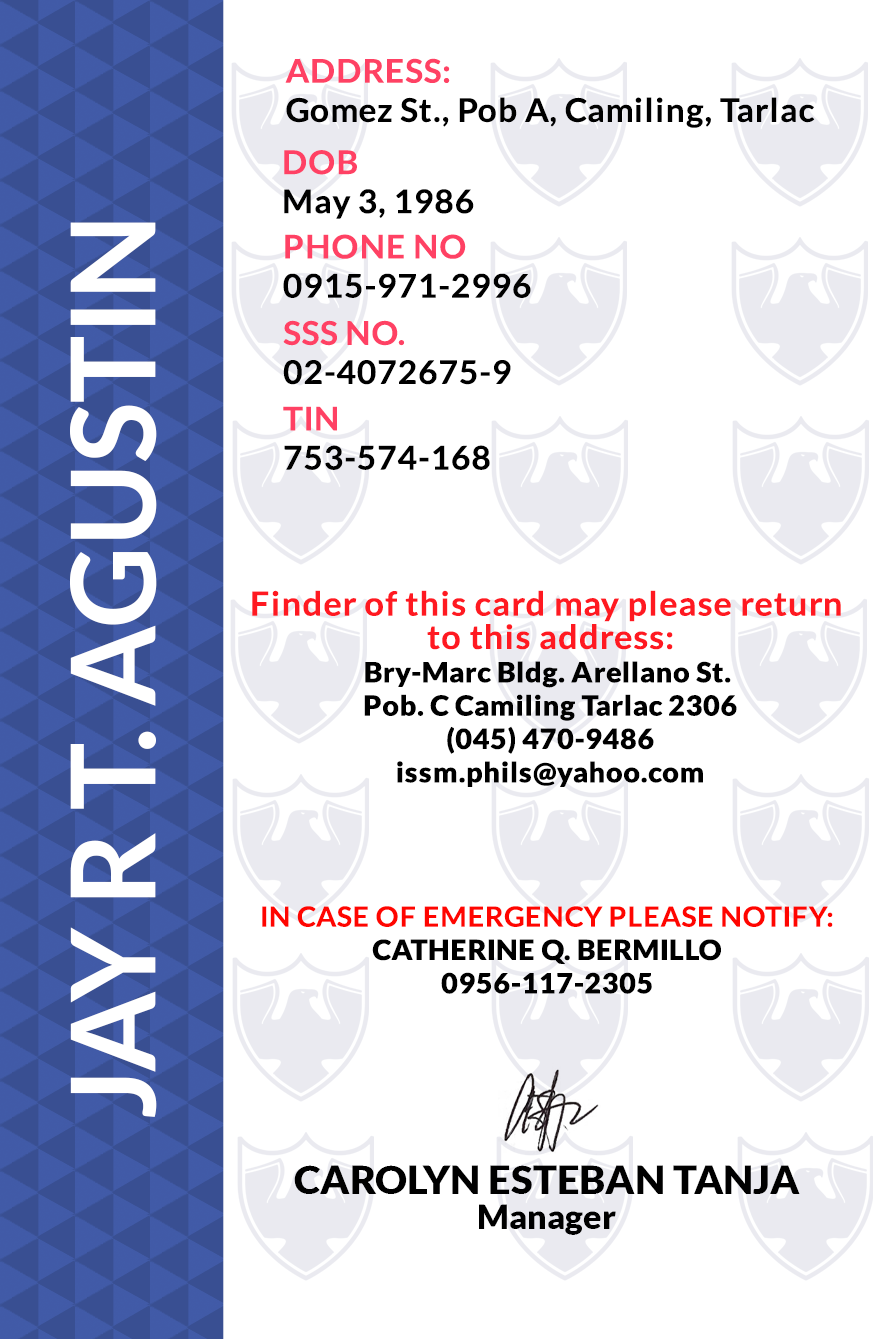 JAY R T. AGUSTIN
ADDRESS:
Gomez St., Pob A, Camiling, Tarlac
DOB
May 3, 1986
PHONE NO
0915-971-2996
SSS NO.
02-4072675-9
TIN
753-574-168
Finder of this card may please return
to this address:
Bry-Marc Bldg. Arellano St.
Pob. C Camiling Tarlac 2306
(045) 470-9486
issm.phils@yahoo.com
IN CASE OF EMERGENCY PLEASE NOTIFY:
CATHERINE Q. BERMILLO
0956-117-2305
CAROLYN ESTEBAN TANJA
Manager